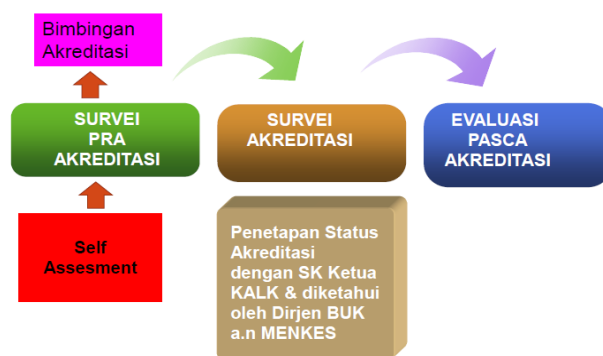 Bimbingan
Akreditasi
SURVEI
PRA
AKREDITASI
SURVEI
AKREDITASI
EVALUASI
PASCA
AKREDITASI
Self
Assesment
Penetapan Status
Akreditasi
dengan SK Ketua
KALK & diketahui
oleh Dirjen BUK
a.n MENKES